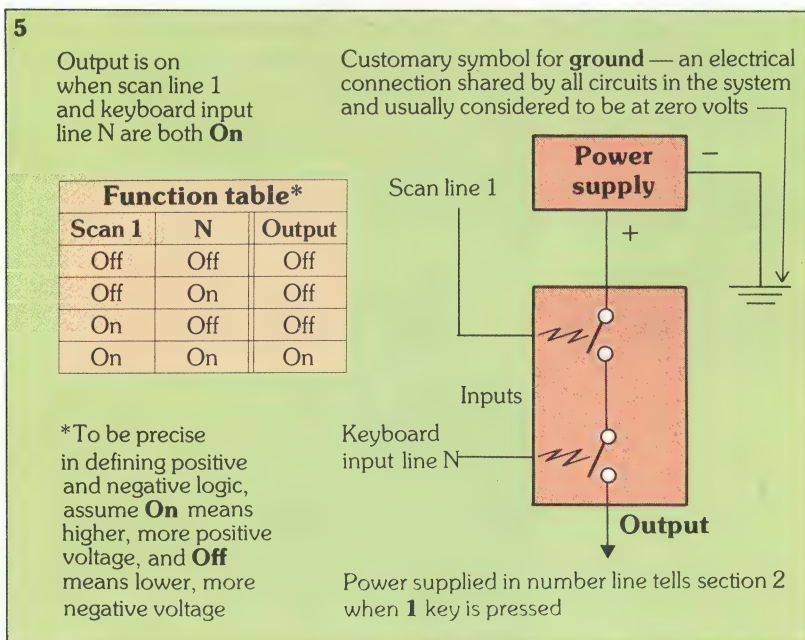 5
Output is on
when scan line 1
and keyboard input
line N are both On
Customary symbol for ground — an electrical
connection shared by all circuits in the system
and usually considered to be at zero volts
Function table*
Scan 1 N Output
Off Off Off
Off On Off
On Off Off
On On On
*To be precise
in defining positive
and negative logic,
assume On means
higher, more positive
voltage, and Off
means lower, more
negative voltage
Power
supply
−
+
Scan line 1
Inputs
Keyboard
input line N
Output
Power supplied in number line tells section 2
when 1 key is pressed